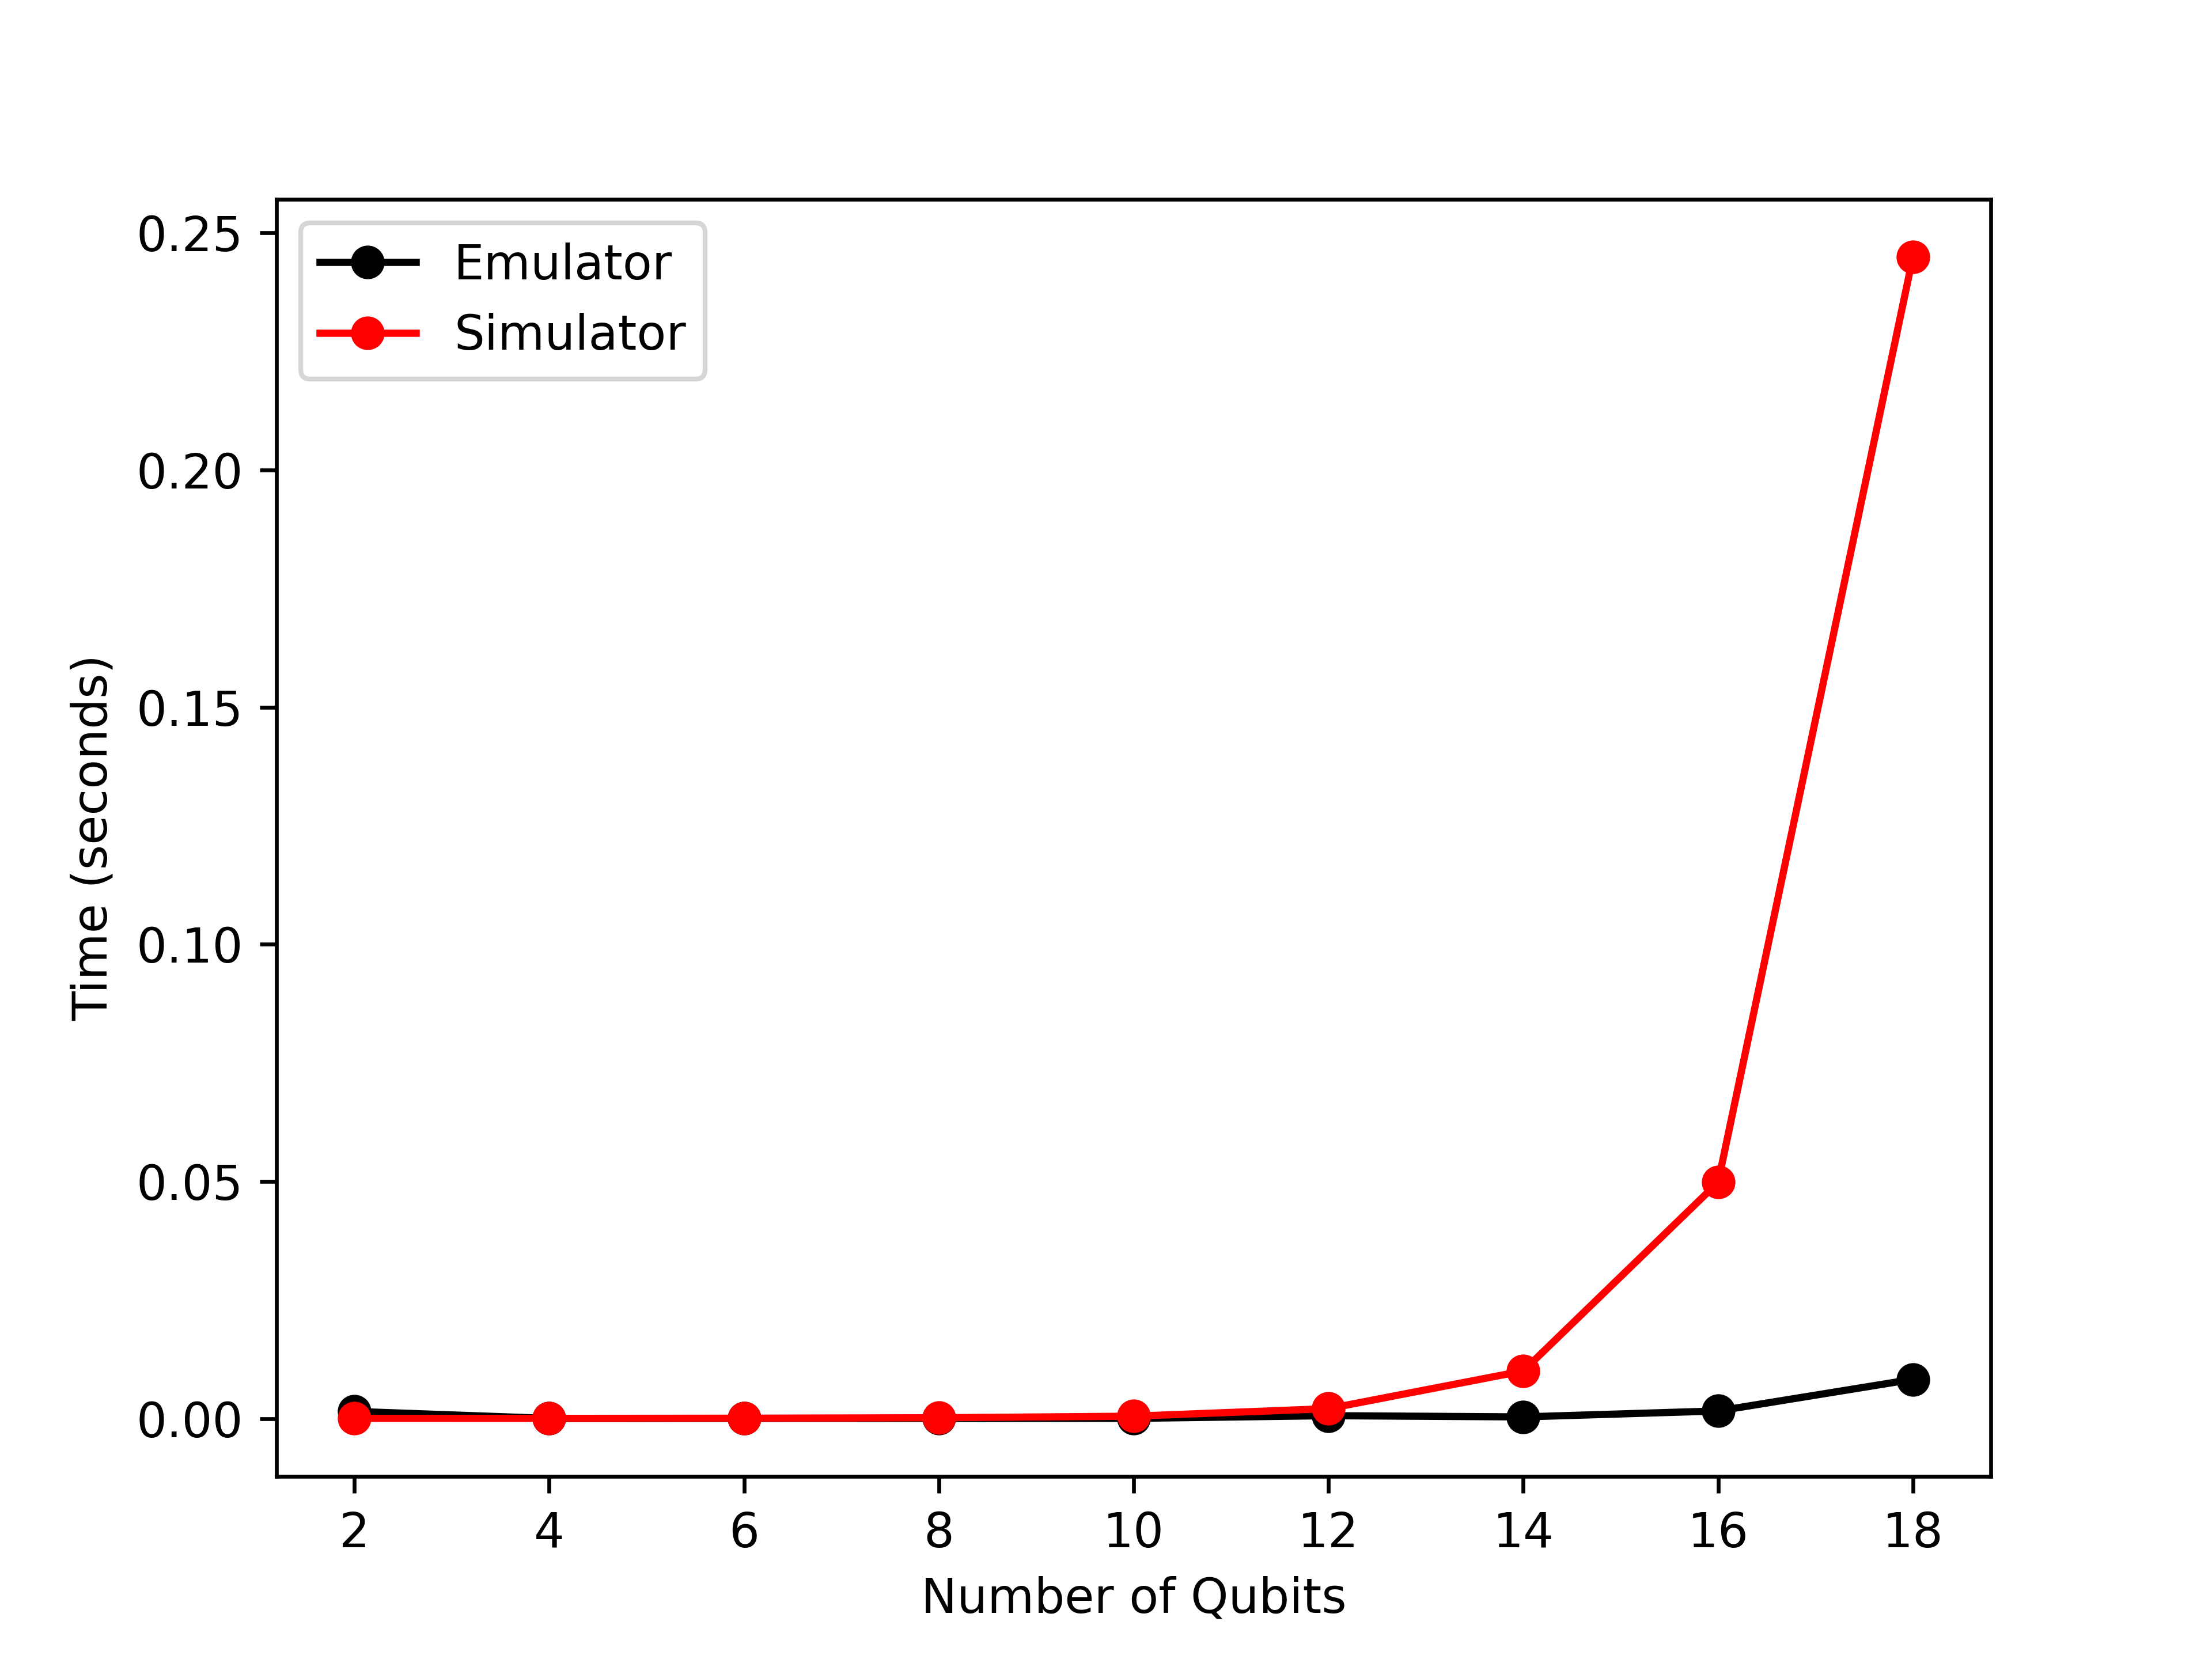 Emulator
Simulator
0.25
0.20
0.15
0.10
0.05
0.00
Time (seconds)
2 4 6 8 10 12 14 16 18
Number of Qubits